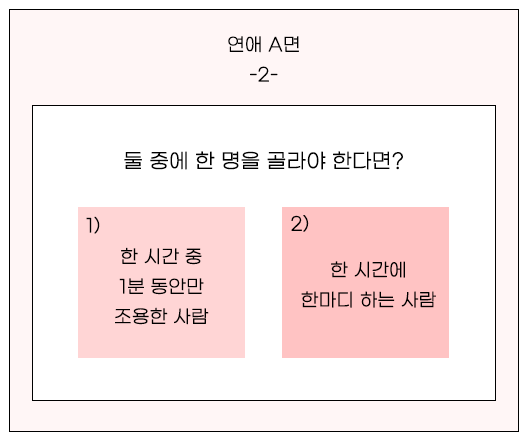 연애 A면
-2-
둘 중에 한 명을 골라야 한다면?
1)
한 시간 중
1분 동안만
조용한 사람
2)
한 시간에
한마디 하는 사람